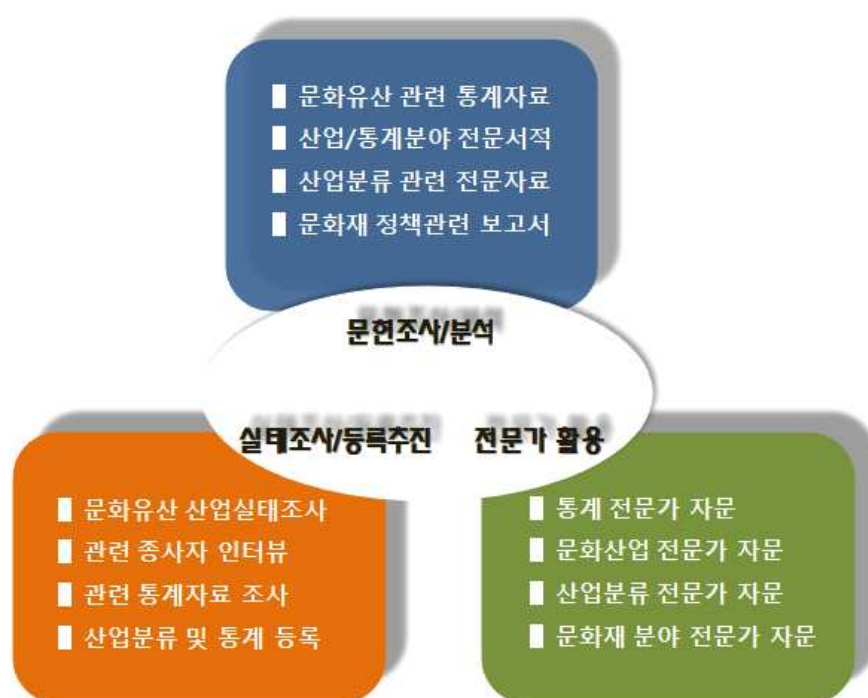 문화유산 관련 통계자료
산업/통계분야 전문서적
산업분류 관련 전문자료
문화재 정책관련 보고서
문헌조사/분석
실태조사/등록추진 전문가 활용
문화유산 산업실태조사
관련 종사자 인터뷰
관련 통계자료 조사
산업분류 및 통계 등록
통계 전문가 자문
문화산업 전문가 자문
산업분류 전문가 자문
문화재 분야 전문가 자문